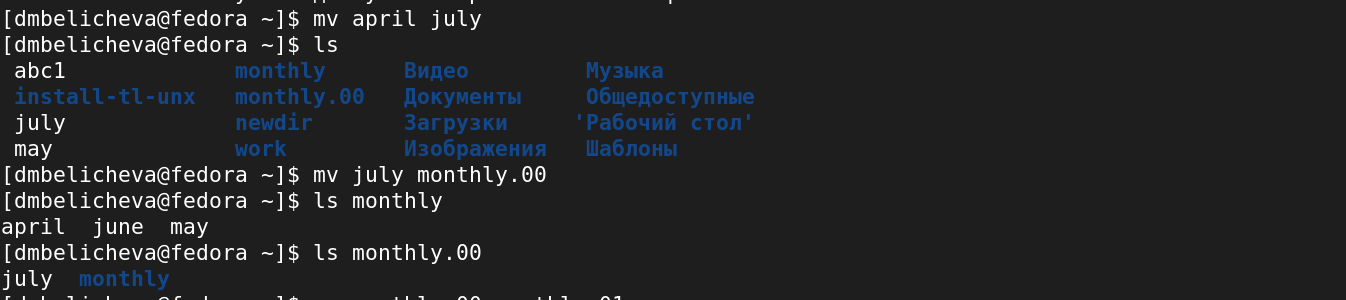 [dmbelicheva@fedora ~]$ mv april july
[dmbelicheva@fedora ~]$ ls
abc1 monthly Видео Музыка
install-tl-unx monthly.00 Документы Общедоступные
july newdir Загрузки 'Рабочий стол'
may work Изображения Шаблоны
[dmbelicheva@fedora ~]$ mv july monthly.00
[dmbelicheva@fedora ~]$ ls monthly
april june may
[dmbelicheva@fedora ~]$ ls monthly.00
july monthly